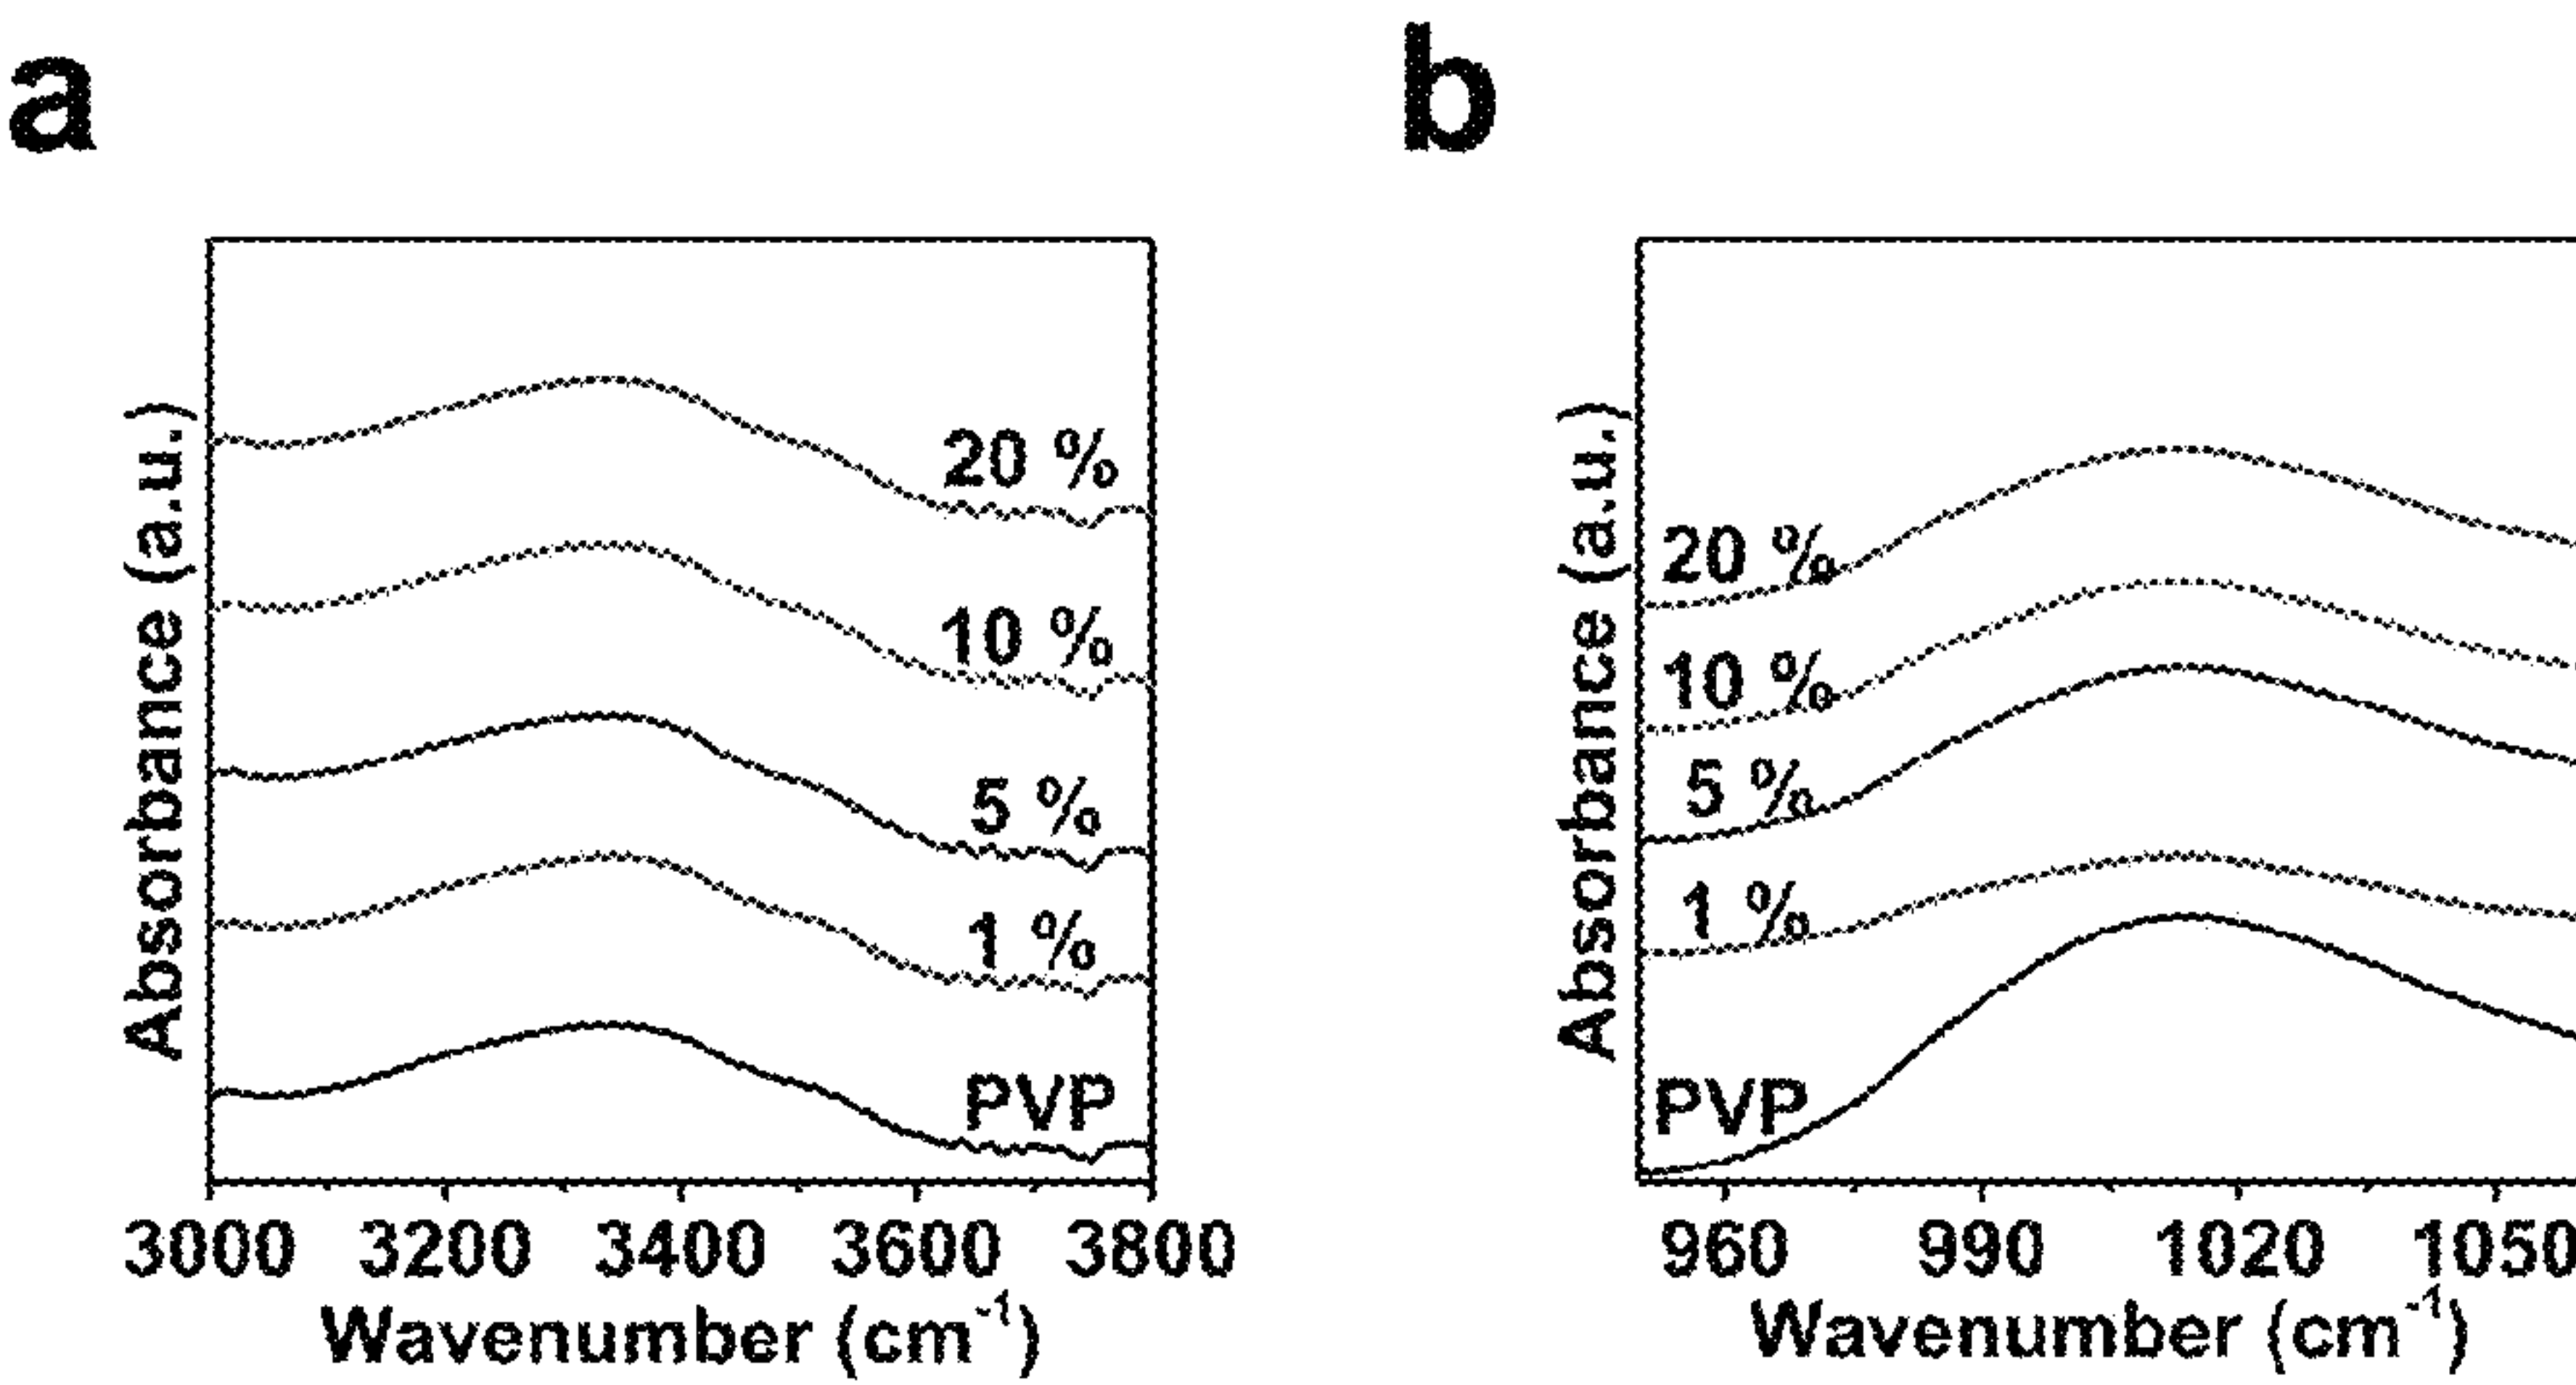 a
b
Absorbance (a.u.)
20 %
10 %
5 %
1 %
PVP
3000 3200 3400 3600 3800
Wavenumber (cm⁻¹)
Absorbance (a.u.)
20 %
10 %
5 %
1 %
PVP
960 990 1020 1050
Wavenumber (cm⁻¹)